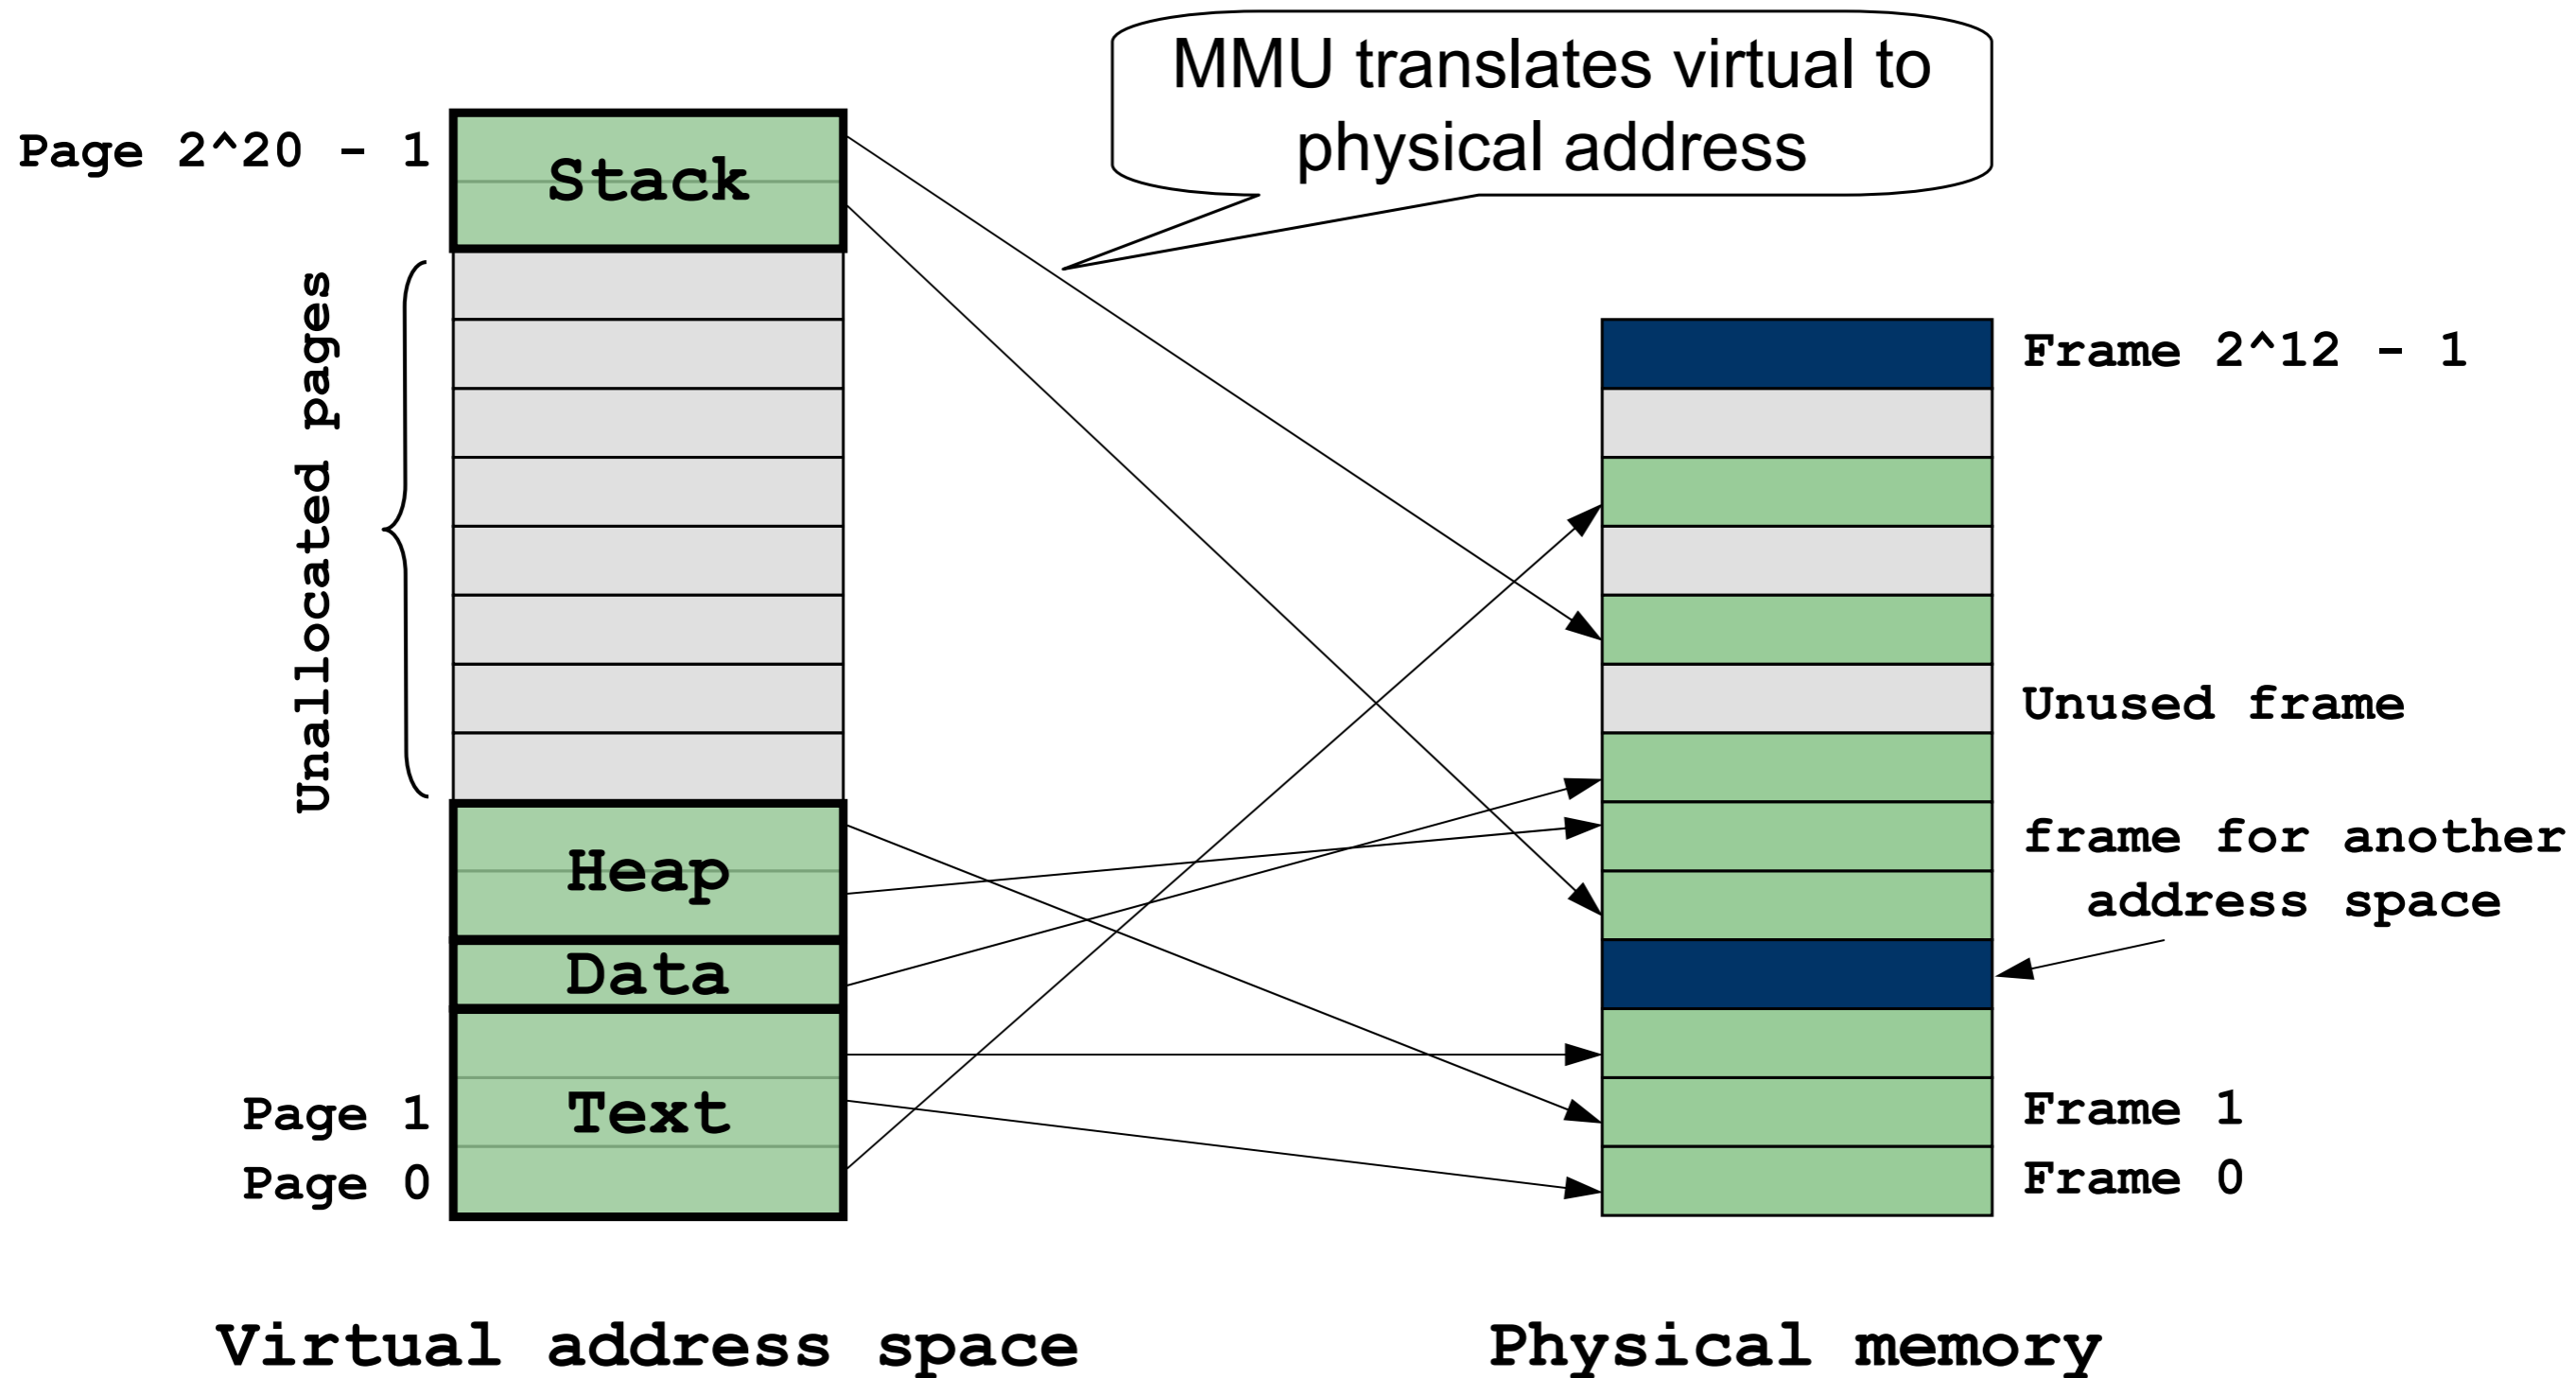 MMU translates virtual to
physical address
Page 2^20 - 1
Stack
Unallocated pages
Frame 2^12 - 1
Unused frame
Heap
frame for another
address space
Data
Text
Page 1
Page 0
Frame 1
Frame 0
Virtual address space
Physical memory